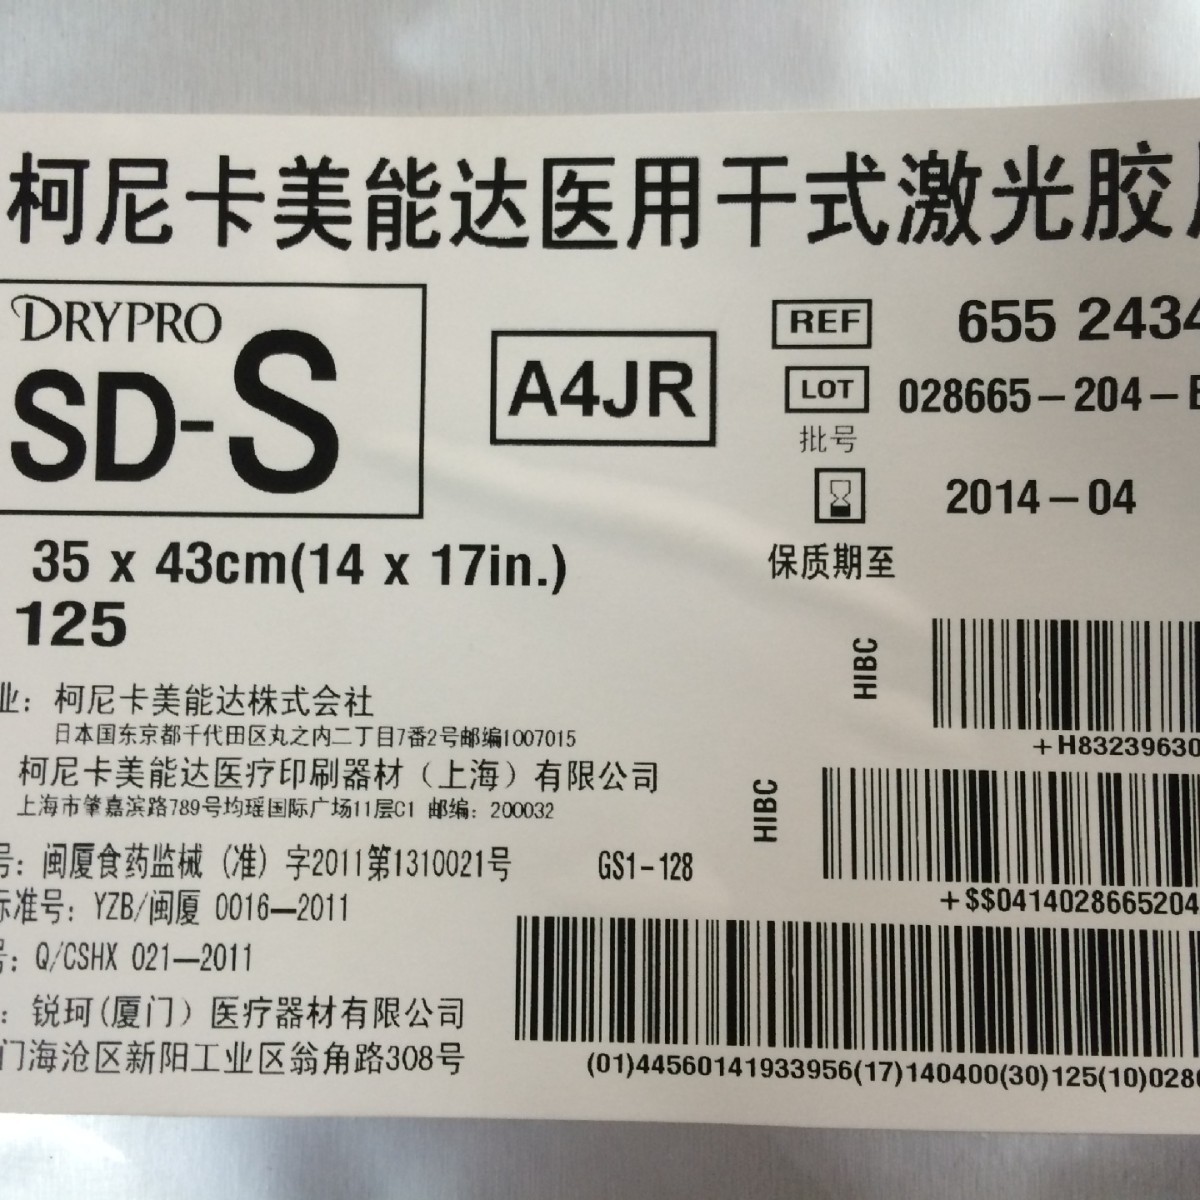 柯尼卡美能达医用干式激光胶片
DRYPRO
SD-S
A4JR
REF 655 2434
LOT 028665-204-
批号
2014-04
保质期至
35 x 43cm(14 x 17in.)
125
HIBC
+H83239630
业：柯尼卡美能达株式会社
日本国东京都千代田区丸之内二丁目7番2号邮编1007015
柯尼卡美能达医疗印刷器材（上海）有限公司
上海市肇嘉滨路789号均瑶国际广场11层C1 邮编：200032
HIBC
+$$0414028665204
号：闽厦食药监械（准）字2011第1310021号
GS1-128
标准号：YZB/闽厦 0016—2011
号：Q/CSHX 021—2011
：锐珂(厦门）医疗器材有限公司
门海沧区新阳工业区翁角路308号
(01)44560141933956(17)140400(30)125(10)028